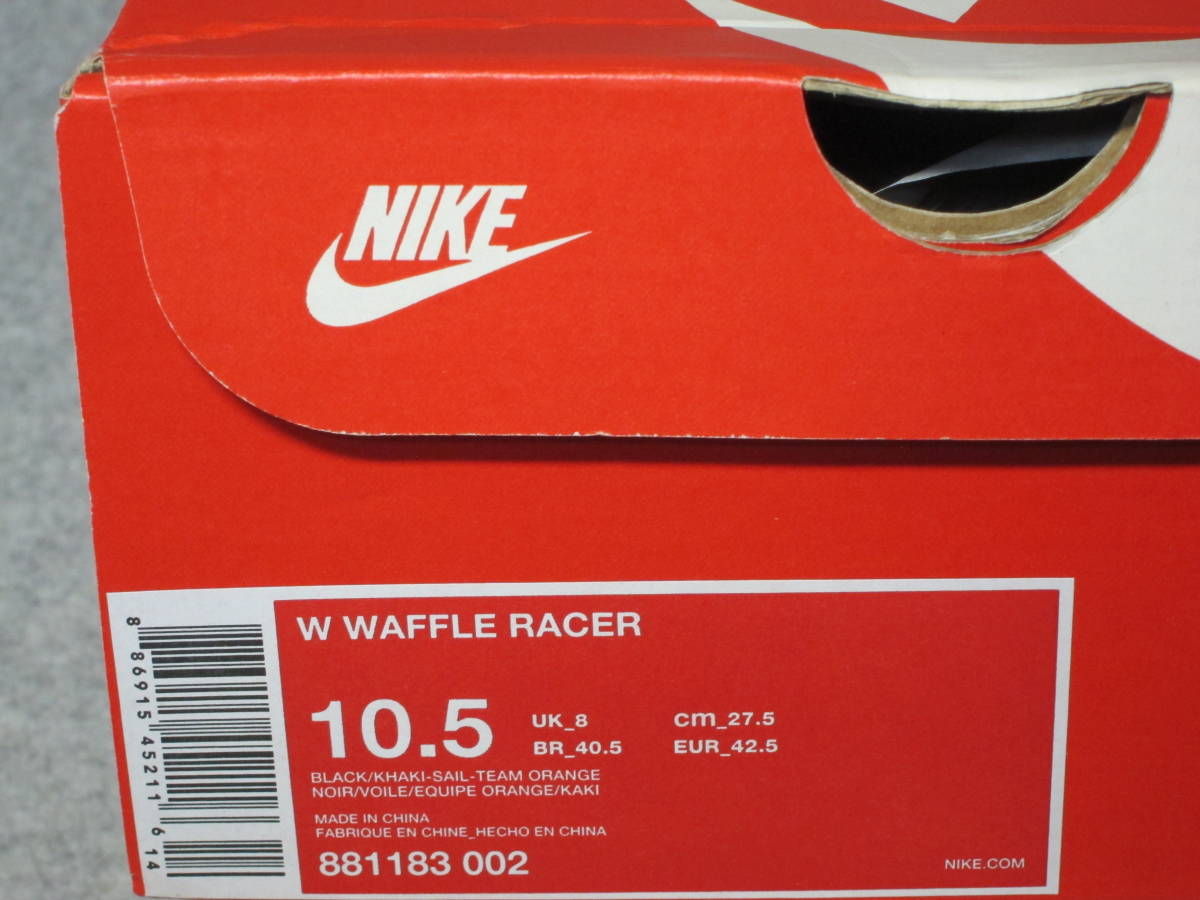 NIKE
W WAFFLE RACER
10.5
UK_8 cm_27.5
BR_40.5 EUR_42.5
BLACK/KHAKI-SAIL-TEAM ORANGE
NOIR/VOILE/EQUIPE ORANGE/KAKI
MADE IN CHINA
FABRIQUE EN CHINE_HECHO EN CHINA
881183 002
NIKE.COM
8 86915 45211 6 14